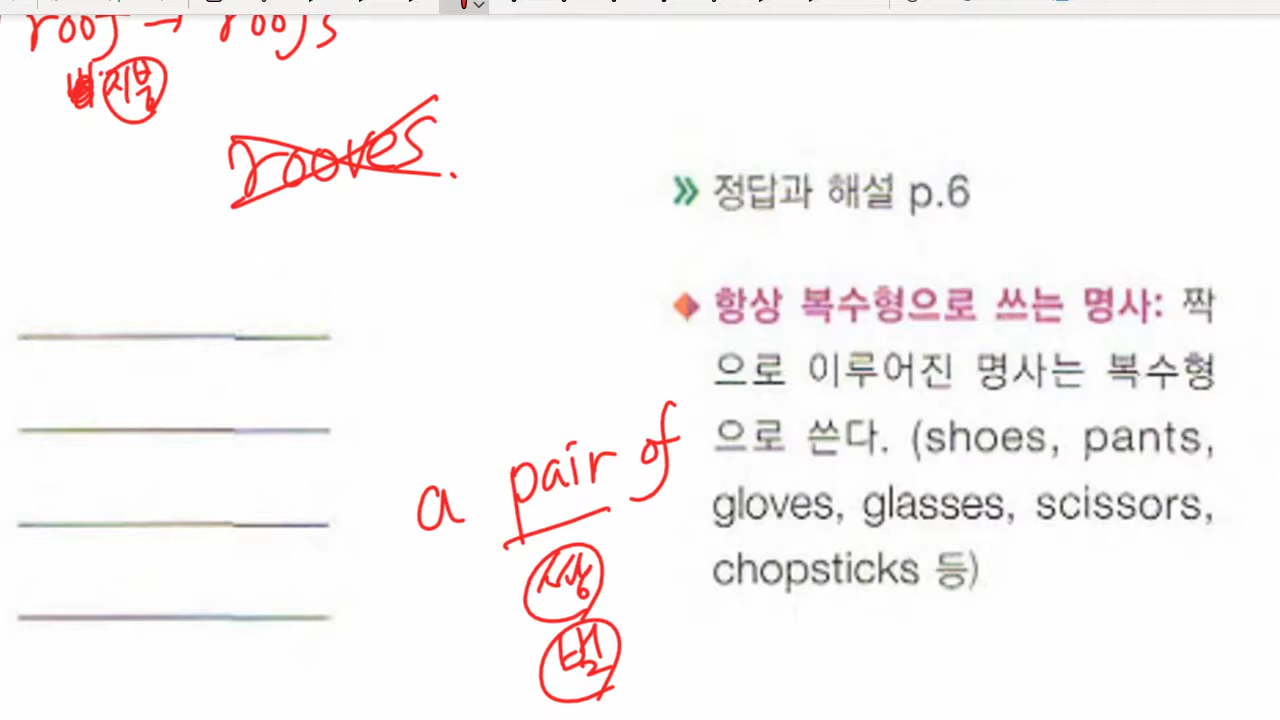 roof → roofs
지붕
rooves.
» 정답과 해설 p.6
항상 복수형으로 쓰는 명사: 짝
으로 이루어진 명사는 복수형
으로 쓴다. (shoes, pants,
gloves, glasses, scissors,
chopsticks 등)
a pair of
쌍
벌